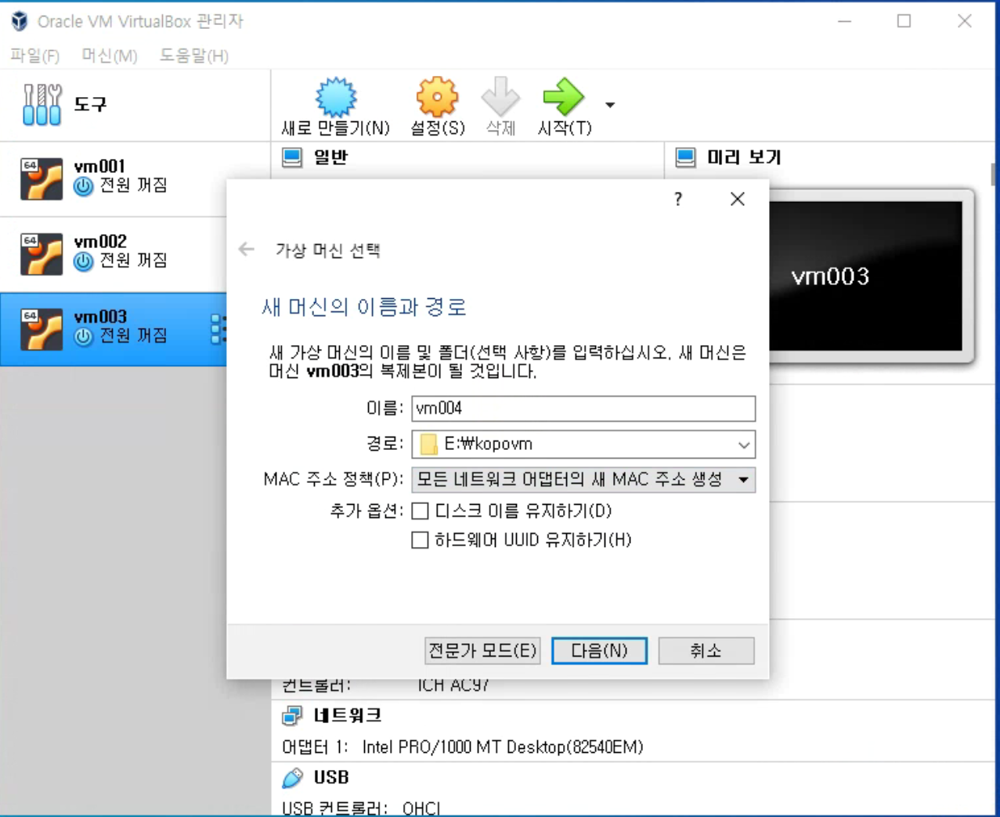 Oracle VM VirtualBox 관리자
파일(F) 머신(M) 도움말(H)
도구
새로 만들기(N) 설정(S) 삭제 시작(T)
64 vm001
전원 꺼짐
64 vm002
전원 꺼짐
64 vm003
전원 꺼짐
일반
미리 보기
vm003
?
가상 머신 선택
새 머신의 이름과 경로
새 가상 머신의 이름 및 폴더(선택 사항)를 입력하십시오. 새 머신은
머신 vm003의 복제본이 될 것입니다.
이름: vm004
경로: E:₩kopovm
MAC 주소 정책(P): 모든 네트워크 어댑터의 새 MAC 주소 생성
추가 옵션: 디스크 이름 유지하기(D)
하드웨어 UUID 유지하기(H)
전문가 모드(E) 다음(N) 취소
컨트롤러: ICH AC97
네트워크
어댑터 1: Intel PRO/1000 MT Desktop(82540EM)
USB
USB 컨트롤러: OHCI